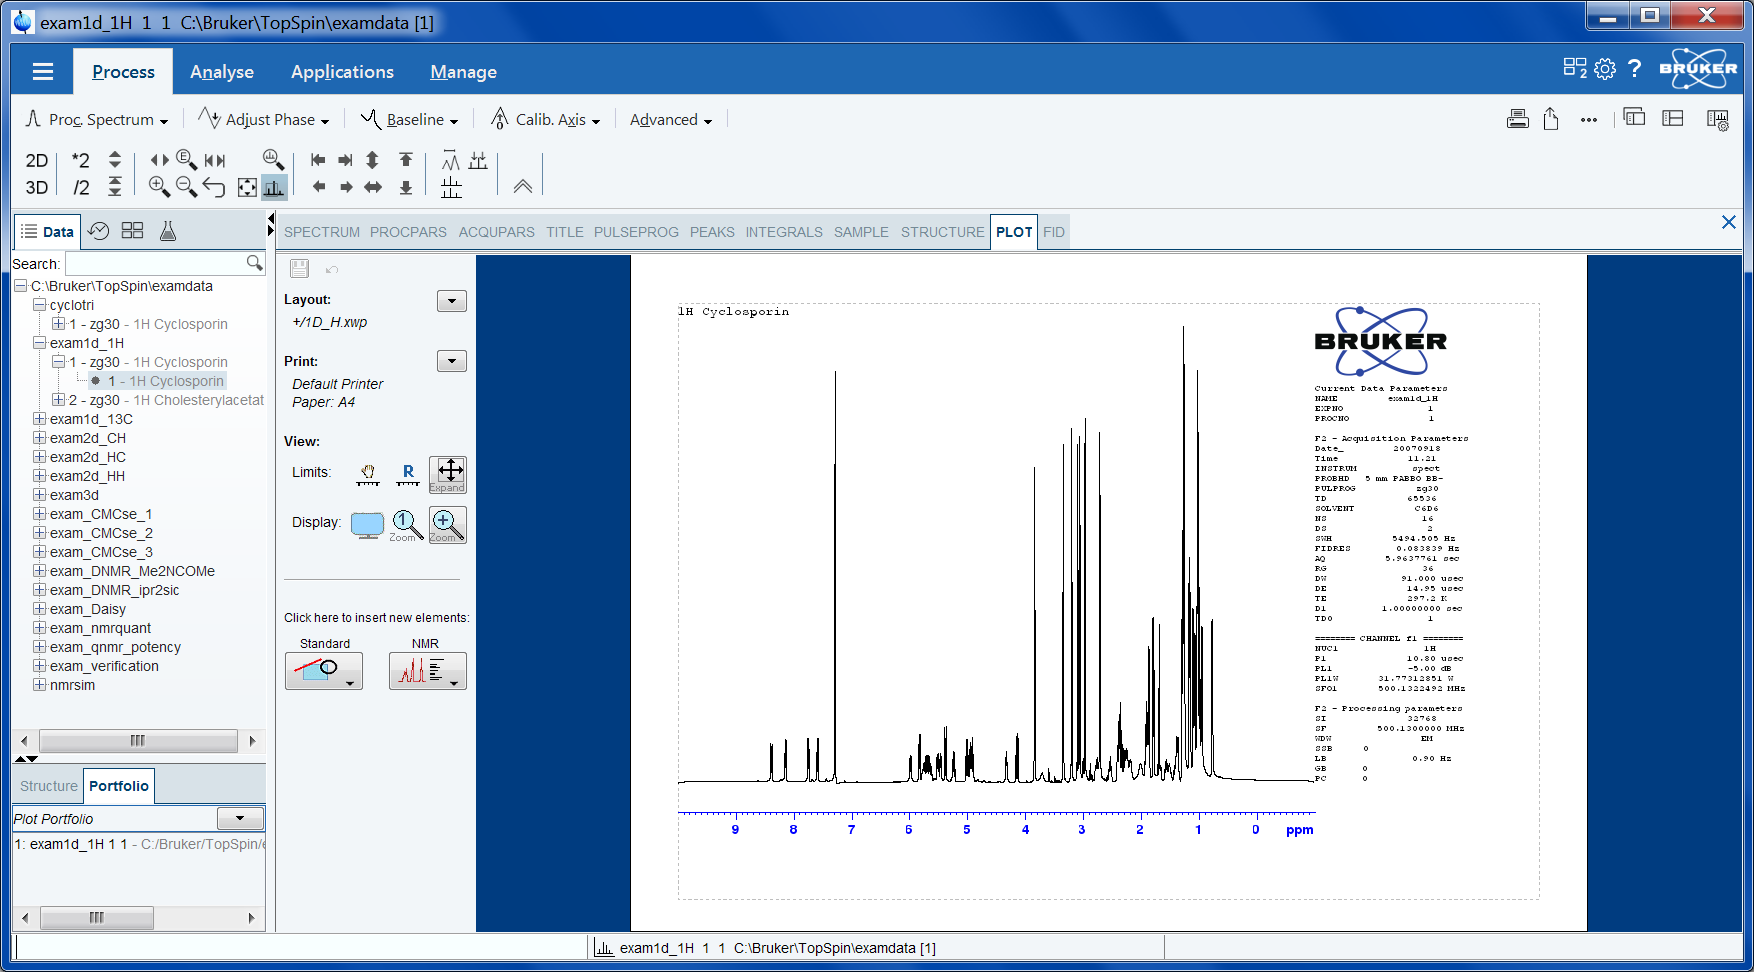 exam1d_1H 1 1 C:\Bruker\TopSpin\examdata [1]
Process Analyse Applications Manage
2 ? BRUKER
Proc. Spectrum Adjust Phase Baseline Calib. Axis Advanced
2D *2 E
3D /2
Data SPECTRUM PROCPARS ACQUPARS TITLE PULSEPROG PEAKS INTEGRALS SAMPLE STRUCTURE PLOT FID
Search:
C:\Bruker\TopSpin\examdata
cyclotri
1 - zg30 - 1H Cyclosporin
exam1d_1H
1 - zg30 - 1H Cyclosporin
1 - 1H Cyclosporin
2 - zg30 - 1H Cholesterylacetat
exam1d_13C
exam2d_CH
exam2d_HC
exam2d_HH
exam3d
exam_CMCse_1
exam_CMCse_2
exam_CMCse_3
exam_DNMR_Me2NCOMe
exam_DNMR_ipr2sic
exam_Daisy
exam_nmrquant
exam_qnmr_potency
exam_verification
nmrsim
Structure Portfolio
Plot Portfolio
1: exam1d_1H 1 1 - C:/Bruker/TopSpin/e
Layout:
+/1D_H.xwp
Print:
Default Printer
Paper: A4
View:
Limits: R Expand
Display: 1 Zoom... Zoom...
Click here to insert new elements:
Standard NMR
1H Cyclosporin
BRUKER
Current Data Parameters
NAME exam1d_1H
EXPNO 1
PROCNO 1
F2 - Acquisition Parameters
Date_ 20070918
Time 11.21
INSTRUM spect
PROBHD 5 mm PABBO BB-
PULPROG zg30
TD 65536
SOLVENT C6D6
NS 16
DS 2
SWH 5494.505 Hz
FIDRES 0.083839 Hz
AQ 5.9637761 sec
RG 36
DW 91.000 usec
DE 14.95 usec
TE 297.2 K
D1 1.00000000 sec
TD0 1
======== CHANNEL f1 ========
NUC1 1H
P1 10.80 usec
PL1 -5.00 dB
PL1W 31.77312851 W
SFO1 500.1322492 MHz
F2 - Processing parameters
SI 32768
SF 500.1300000 MHz
WDW EM
SSB 0
LB 0.90 Hz
GB 0
PC 0
9 8 7 6 5 4 3 2 1 0 ppm
exam1d_1H 1 1 C:\Bruker\TopSpin\examdata [1]